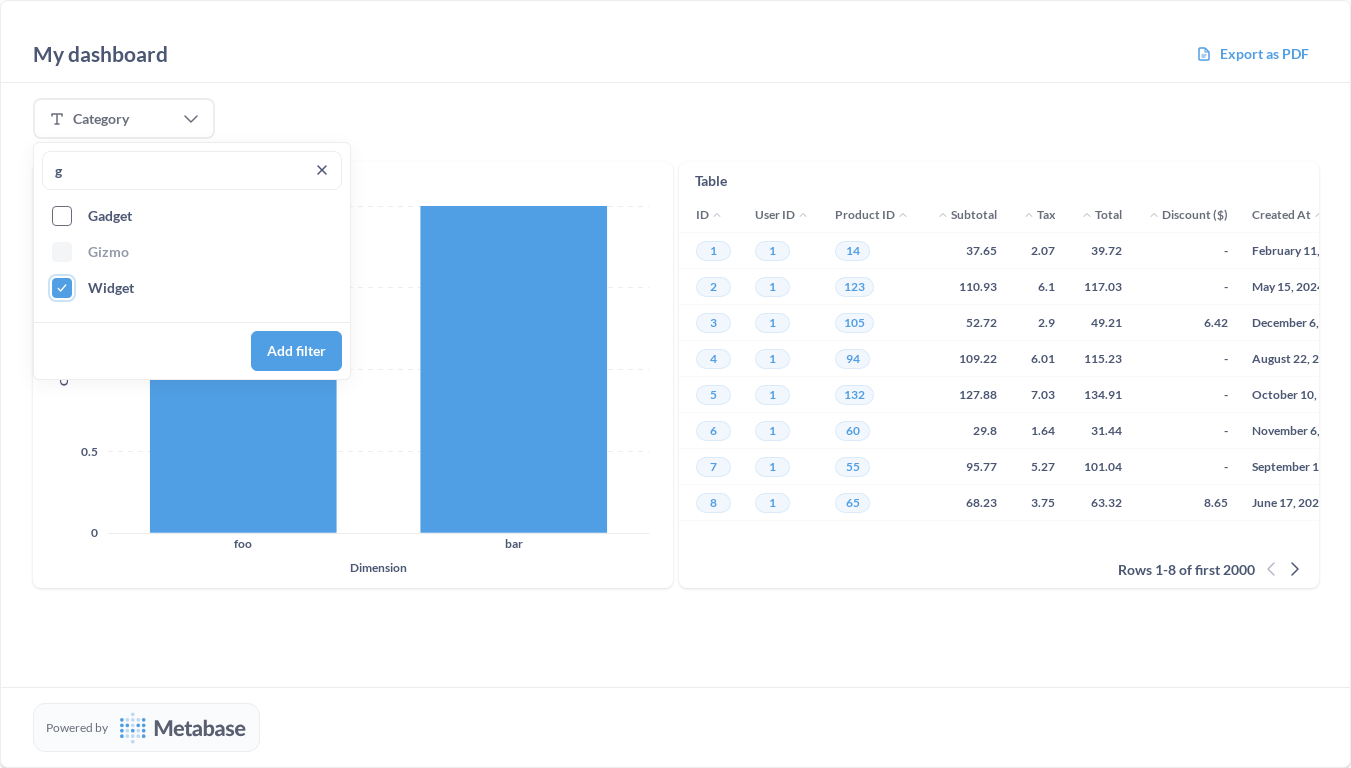 My dashboard
Export as PDF
Category
g
Gadget
Gizmo
Widget
Add filter
0.5
0
foo bar
Dimension
Table
ID User ID Product ID Subtotal Tax Total Discount ($) Created At
1 1 14 37.65 2.07 39.72 - February 11,
2 1 123 110.93 6.1 117.03 - May 15, 2024
3 1 105 52.72 2.9 49.21 6.42 December 6,
4 1 94 109.22 6.01 115.23 - August 22, 2
5 1 132 127.88 7.03 134.91 - October 10,
6 1 60 29.8 1.64 31.44 - November 6,
7 1 55 95.77 5.27 101.04 - September 1
8 1 65 68.23 3.75 63.32 8.65 June 17, 202
Rows 1-8 of first 2000
Powered by Metabase